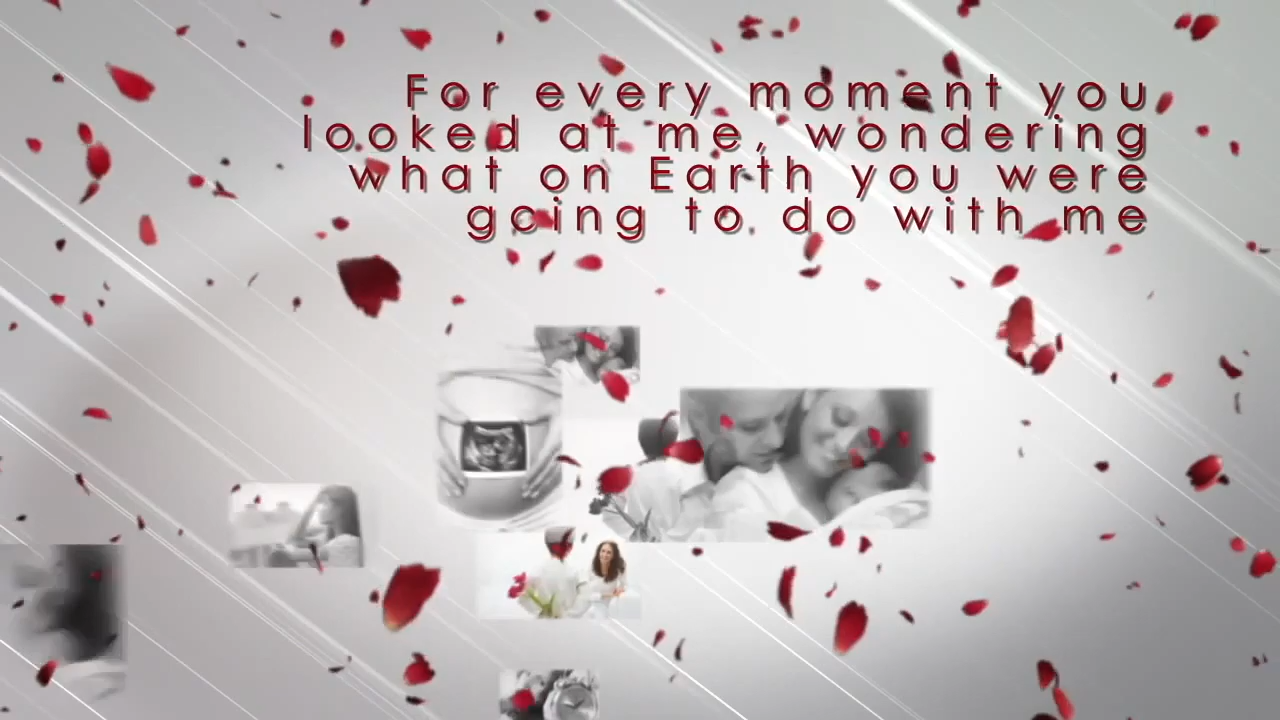 For every moment you
looked at me, wondering
what on Earth you were
going to do with me